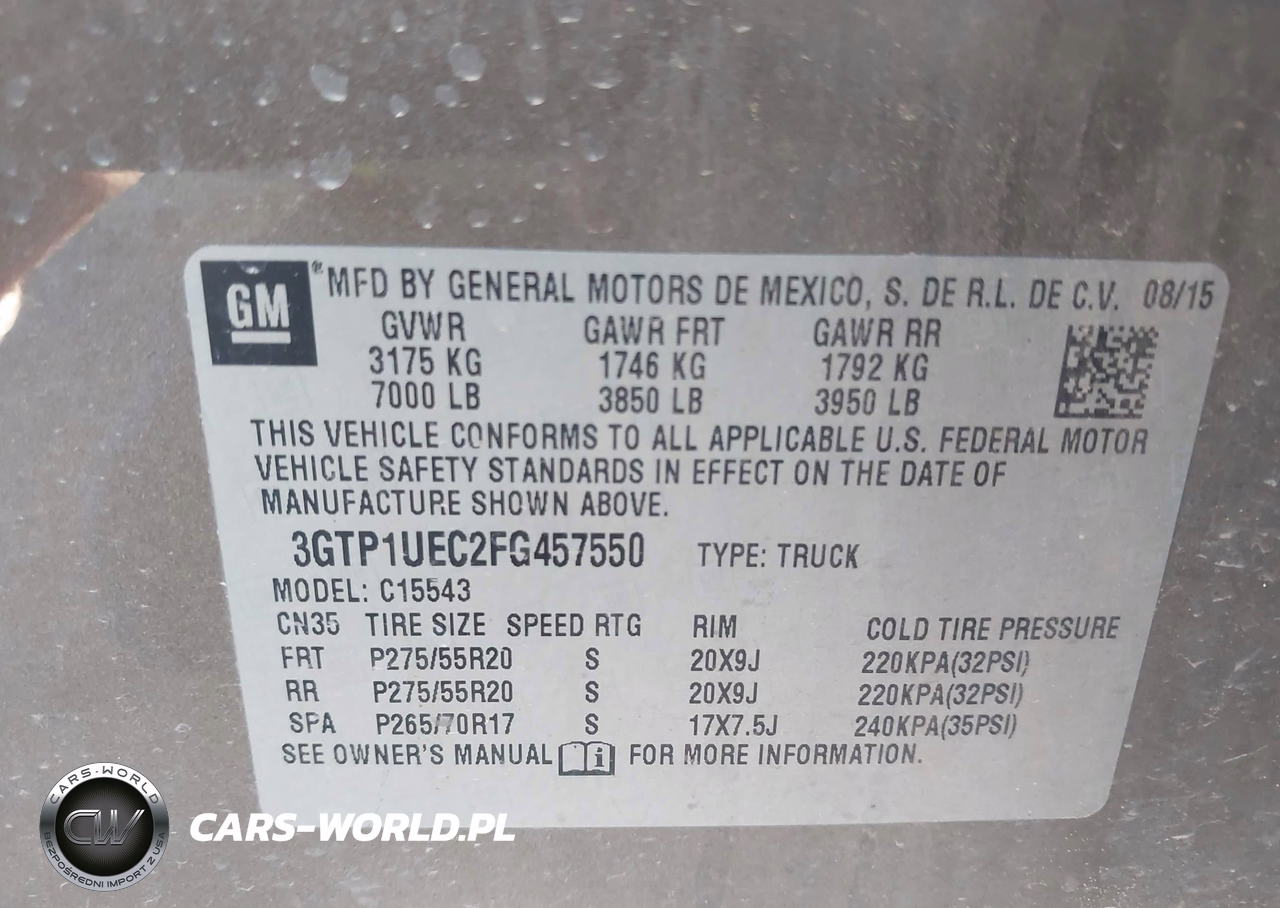 GM ® MFD BY GENERAL MOTORS DE MEXICO, S. DE R.L. DE C.V. 08/15
GVWR GAWR FRT GAWR RR
3175 KG 1746 KG 1792 KG
7000 LB 3850 LB 3950 LB
THIS VEHICLE CONFORMS TO ALL APPLICABLE U.S. FEDERAL MOTOR
VEHICLE SAFETY STANDARDS IN EFFECT ON THE DATE OF
MANUFACTURE SHOWN ABOVE.
3GTP1UEC2FG457550 TYPE: TRUCK
MODEL: C15543
CN35 TIRE SIZE SPEED RTG RIM COLD TIRE PRESSURE
FRT P275/55R20 S 20X9J 220KPA(32PSI)
RR P275/55R20 S 20X9J 220KPA(32PSI)
SPA P265/70R17 S 17X7.5J 240KPA(35PSI)
SEE OWNER'S MANUAL i FOR MORE INFORMATION.
CARS-WORLD
CW
BEZPOŚREDNI IMPORT Z USA
CARS-WORLD.PL